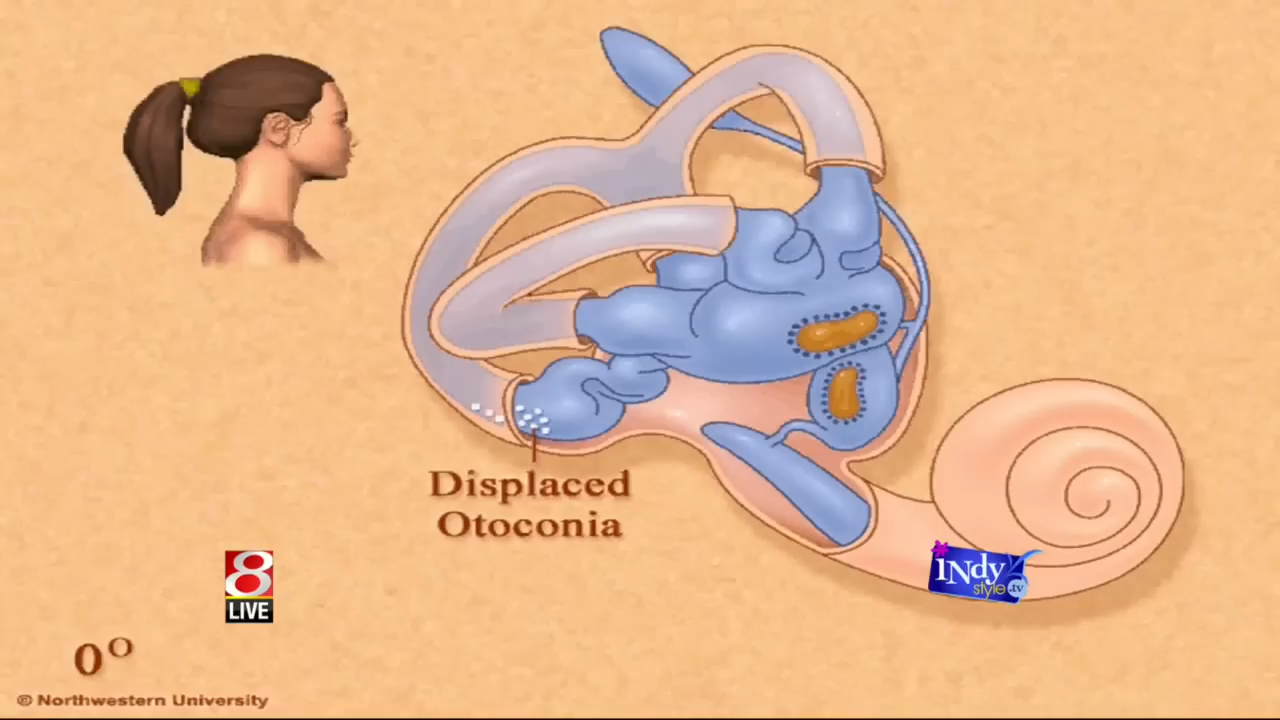 Displaced
Otoconia
8
LIVE
iNdy
style.tv
0°
© Northwestern University